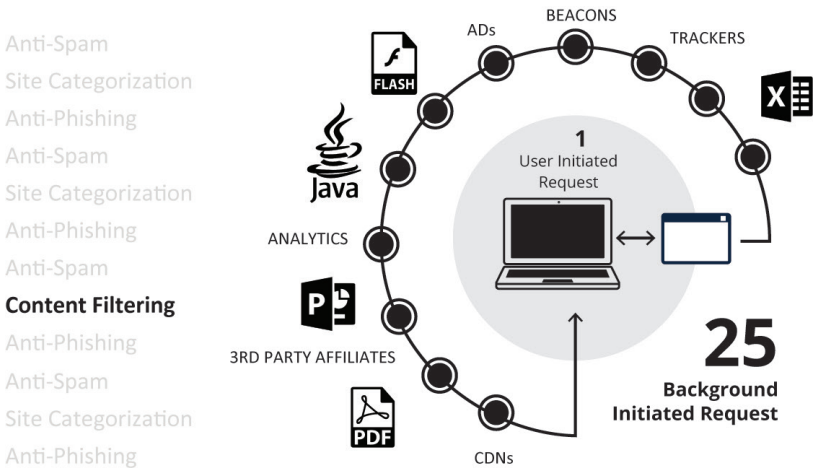 Anti-Spam
Site Categorization
Anti-Phishing
Anti-Spam
Site Categorization
Anti-Phishing
Anti-Spam
Content Filtering
Anti-Phishing
Anti-Spam
Site Categorization
Anti-Phishing
BEACONS
ADs
TRACKERS
FLASH
X
Java
1
User Initiated
Request
ANALYTICS
P
3RD PARTY AFFILIATES
PDF
CDNs
25
Background
Initiated Request